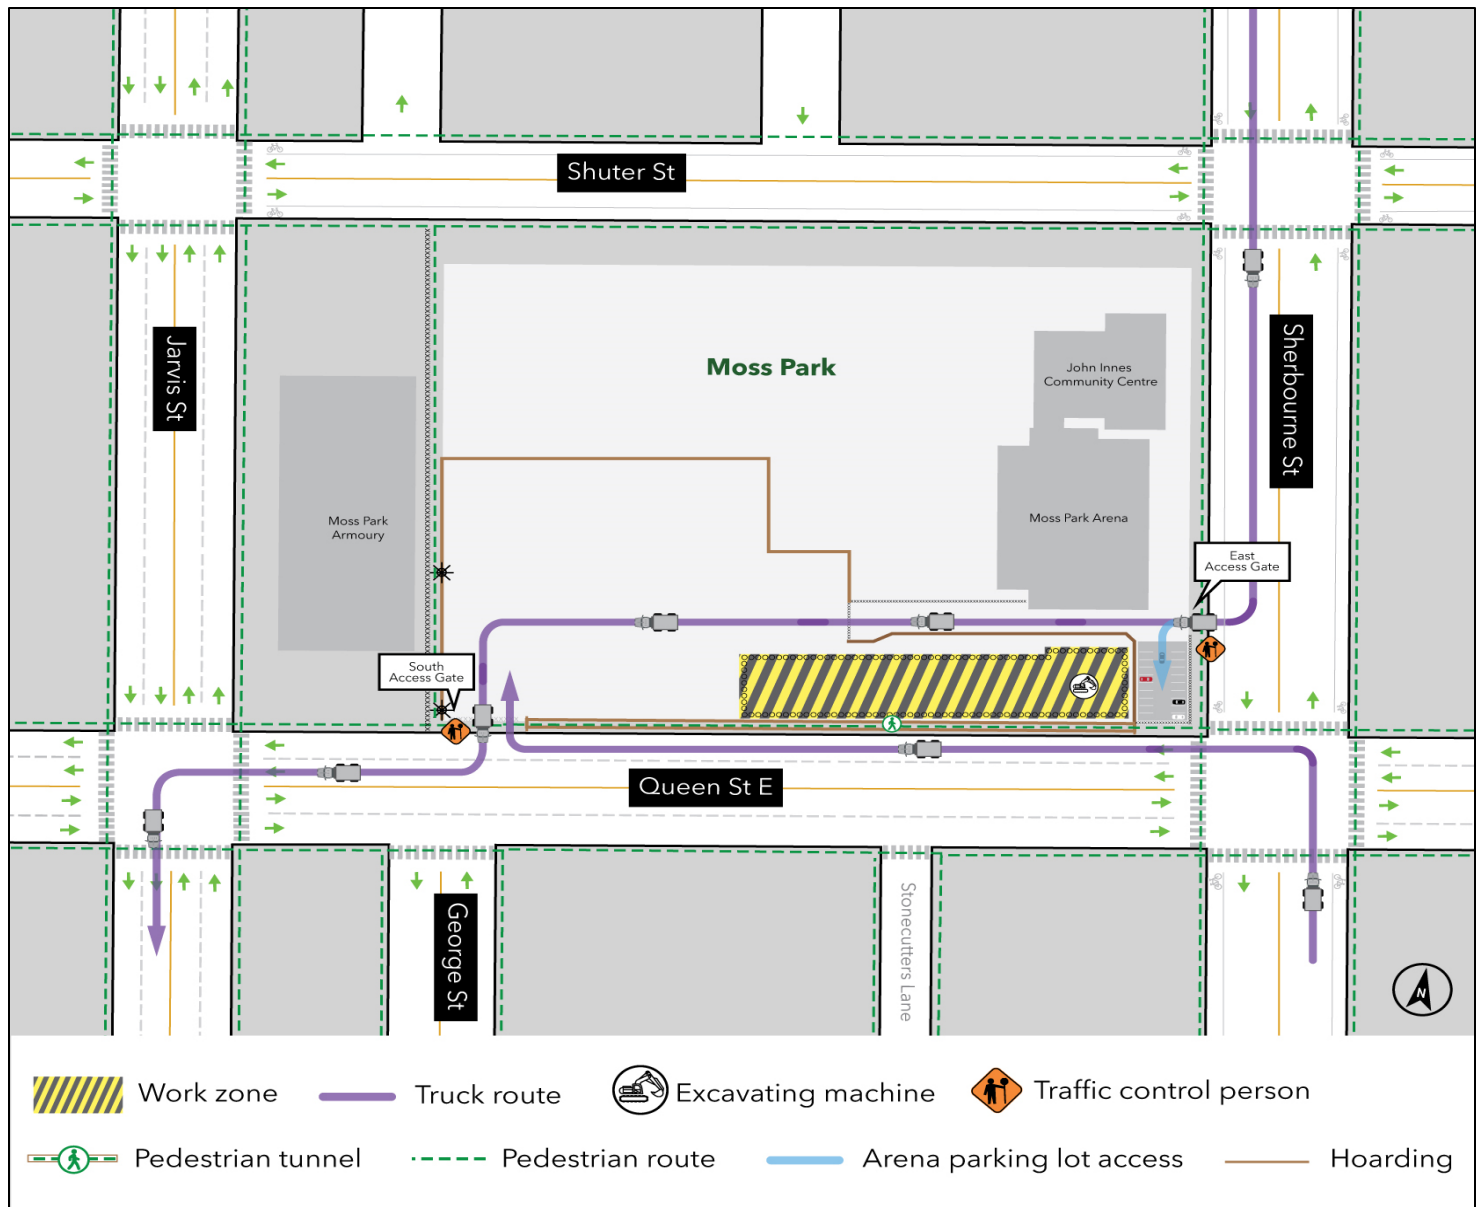 Shuter St
Jarvis St
Moss Park
Sherbourne St
John Innes
Community Centre
Moss Park
Armoury
Moss Park Arena
East
Access Gate
South
Access Gate
Queen St E
George St
Stonecutters Lane
N
Work zone
Truck route
Excavating machine
Traffic control person
Pedestrian tunnel
Pedestrian route
Arena parking lot access
Hoarding